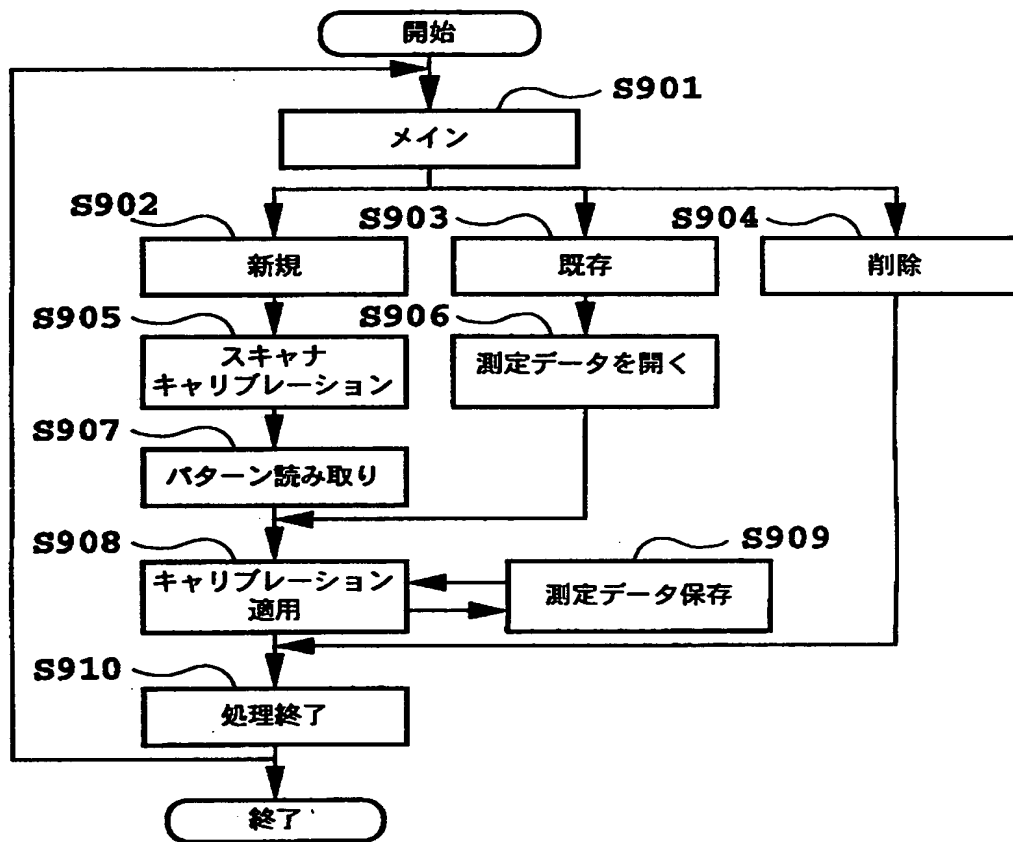 開始
S901
メイン
S902
新規
S903
既存
S904
削除
S905
スキャナ
キャリブレーション
S906
測定データを開く
S907
パターン読み取り
S908
キャリブレーション
適用
S909
測定データ保存
S910
処理終了
終了